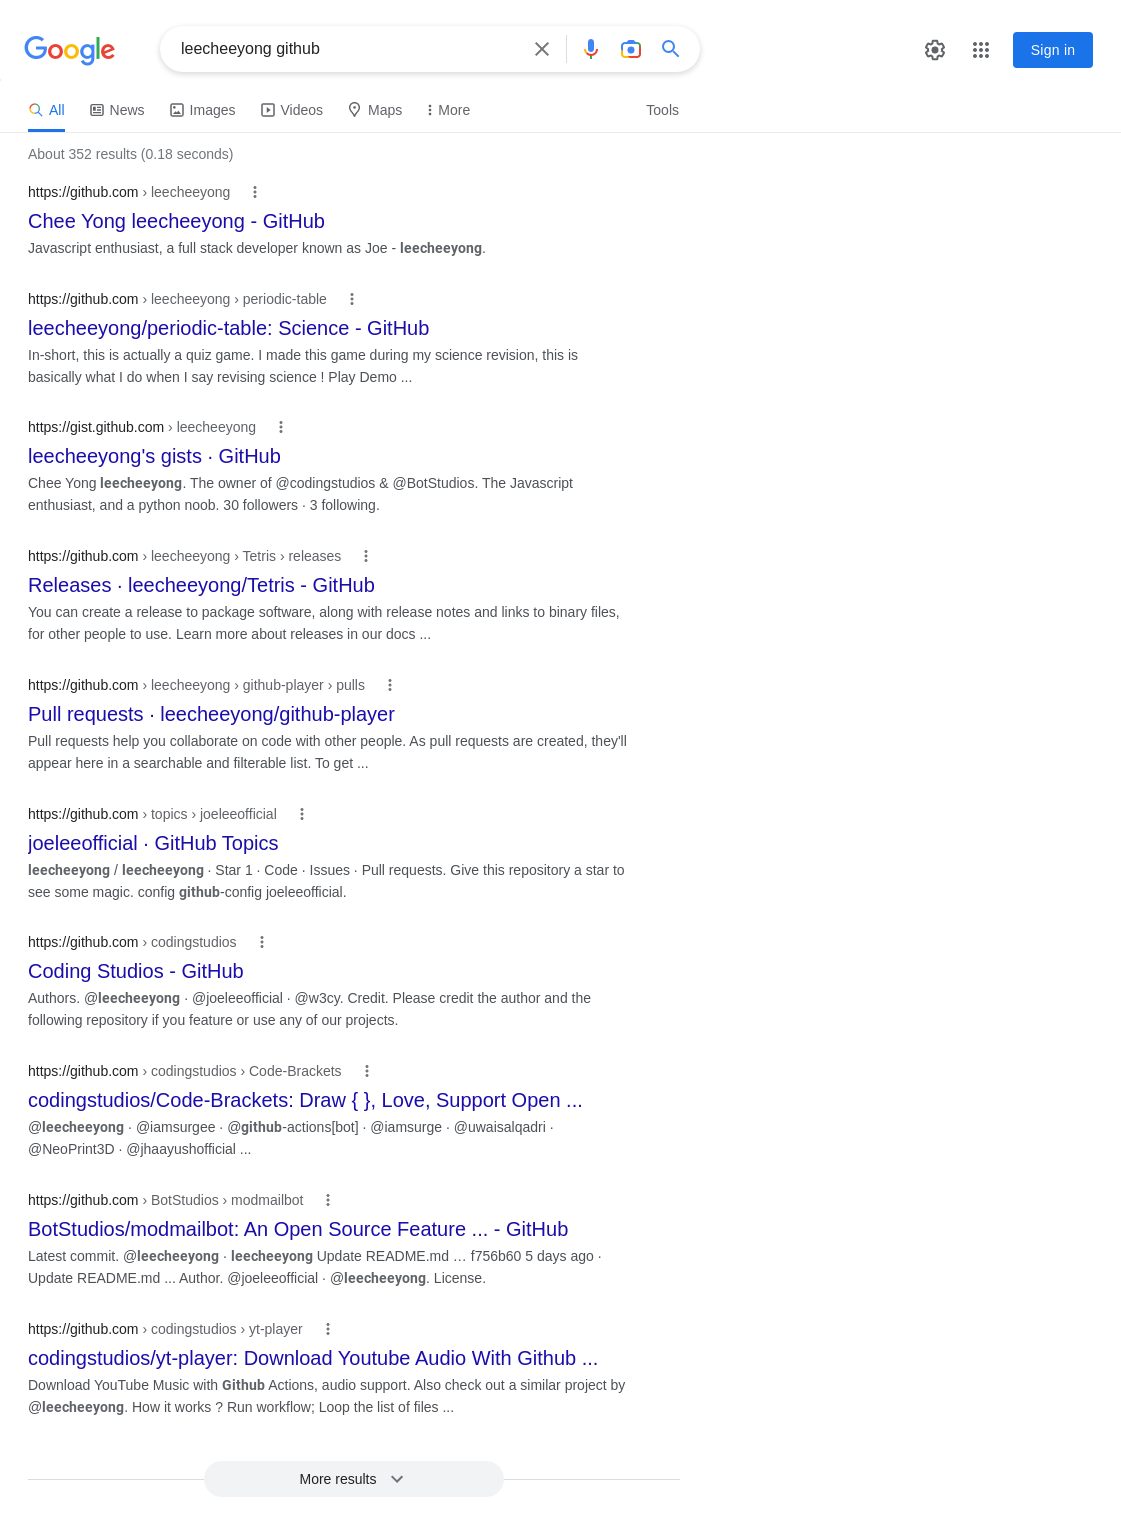 Google
leecheeyong github
Sign in
All News Images Videos Maps More Tools
About 352 results (0.18 seconds)
https://github.com › leecheeyong
Chee Yong leecheeyong - GitHub
Javascript enthusiast, a full stack developer known as Joe - leecheeyong.
https://github.com › leecheeyong › periodic-table
leecheeyong/periodic-table: Science - GitHub
In-short, this is actually a quiz game. I made this game during my science revision, this is
basically what I do when I say revising science ! Play Demo ...
https://gist.github.com › leecheeyong
leecheeyong's gists · GitHub
Chee Yong leecheeyong. The owner of @codingstudios & @BotStudios. The Javascript
enthusiast, and a python noob. 30 followers · 3 following.
https://github.com › leecheeyong › Tetris › releases
Releases · leecheeyong/Tetris - GitHub
You can create a release to package software, along with release notes and links to binary files,
for other people to use. Learn more about releases in our docs ...
https://github.com › leecheeyong › github-player › pulls
Pull requests · leecheeyong/github-player
Pull requests help you collaborate on code with other people. As pull requests are created, they'll
appear here in a searchable and filterable list. To get ...
https://github.com › topics › joeleeofficial
joeleeofficial · GitHub Topics
leecheeyong / leecheeyong · Star 1 · Code · Issues · Pull requests. Give this repository a star to
see some magic. config github-config joeleeofficial.
https://github.com › codingstudios
Coding Studios - GitHub
Authors. @leecheeyong · @joeleeofficial · @w3cy. Credit. Please credit the author and the
following repository if you feature or use any of our projects.
https://github.com › codingstudios › Code-Brackets
codingstudios/Code-Brackets: Draw { }, Love, Support Open ...
@leecheeyong · @iamsurgee · @github-actions[bot] · @iamsurge · @uwaisalqadri ·
@NeoPrint3D · @jhaayushofficial ...
https://github.com › BotStudios › modmailbot
BotStudios/modmailbot: An Open Source Feature ... - GitHub
Latest commit. @leecheeyong · leecheeyong Update README.md … f756b60 5 days ago ·
Update README.md ... Author. @joeleeofficial · @leecheeyong. License.
https://github.com › codingstudios › yt-player
codingstudios/yt-player: Download Youtube Audio With Github ...
Download YouTube Music with Github Actions, audio support. Also check out a similar project by
@leecheeyong. How it works ? Run workflow; Loop the list of files ...
More results